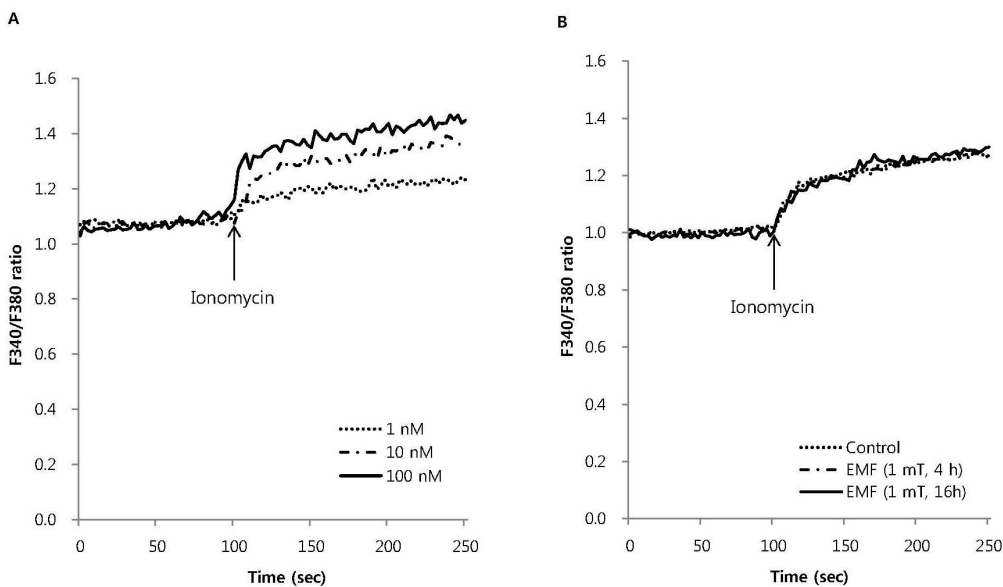 A
F340/F380 ratio
1.6
1.4
1.2
1.0
0.8
0.6
0.4
0.2
0.0
Ionomycin
1 nM
10 nM
100 nM
0 50 100 150 200 250
Time (sec)
B
F340/F380 ratio
1.6
1.4
1.2
1.0
0.8
0.6
0.4
0.2
0.0
Ionomycin
Control
EMF (1 mT, 4 h)
EMF (1 mT, 16h)
0 50 100 150 200 250
Time (sec)